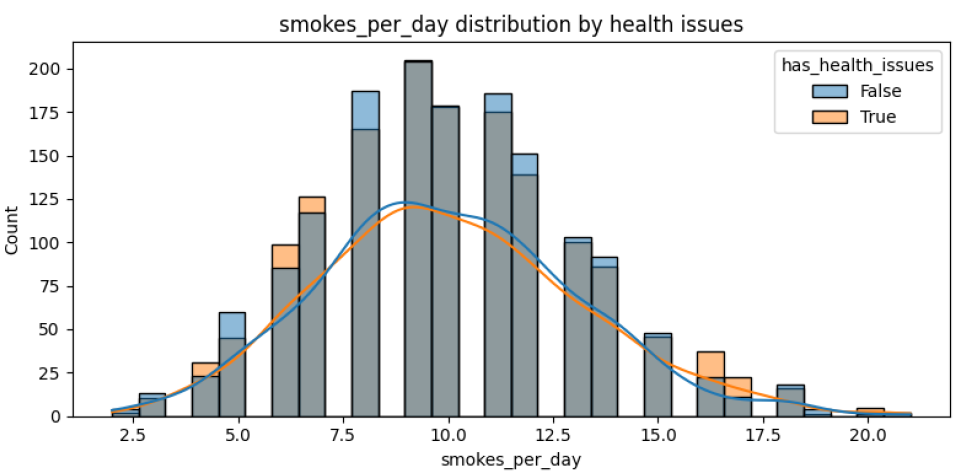 smokes_per_day distribution by health issues
has_health_issues
False
True
Count
200
175
150
125
100
75
50
25
0
2.5 5.0 7.5 10.0 12.5 15.0 17.5 20.0
smokes_per_day